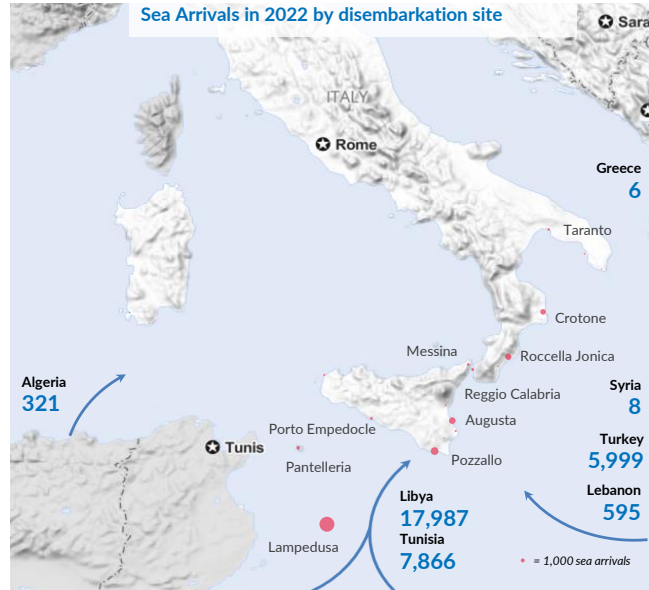 Sea Arrivals in 2022 by disembarkation site
ITALY
Rome
Greece
6
Taranto
Crotone
Messina
Roccella Jonica
Algeria
321
Reggio Calabria
Syria
8
Porto Empedocle
Augusta
Tunis
Turkey
5,999
Pantelleria
Pozzallo
Lebanon
595
Libya
17,987
Tunisia
7,866
Lampedusa
= 1,000 sea arrivals